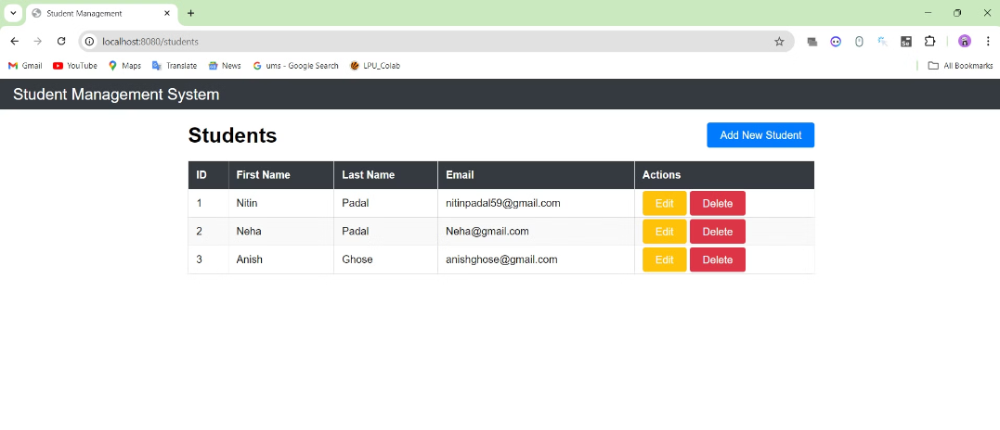 Student Management
localhost:8080/students
Gmail YouTube Maps Translate News ums - Google Search LPU_Colab All Bookmarks
Student Management System
Students Add New Student
ID First Name Last Name Email Actions
1 Nitin Padal nitinpadal59@gmail.com Edit Delete
2 Neha Padal Neha@gmail.com Edit Delete
3 Anish Ghose anishghose@gmail.com Edit Delete